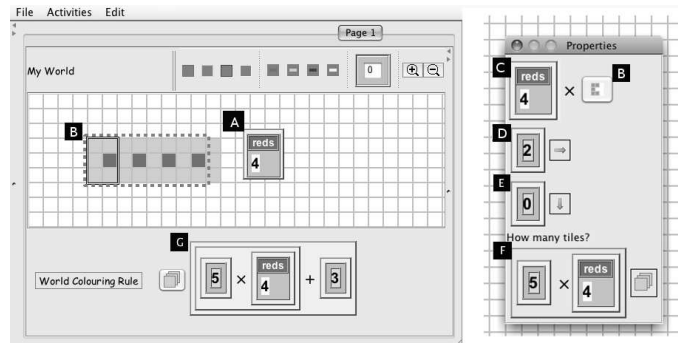 File Activities Edit
Page 1
My World
0
A
B
reds
4
G
World Colouring Rule
5 × reds 4 + 3
Properties
C
reds
4 ×
B
D
2
E
0
How many tiles?
F
5 × reds 4